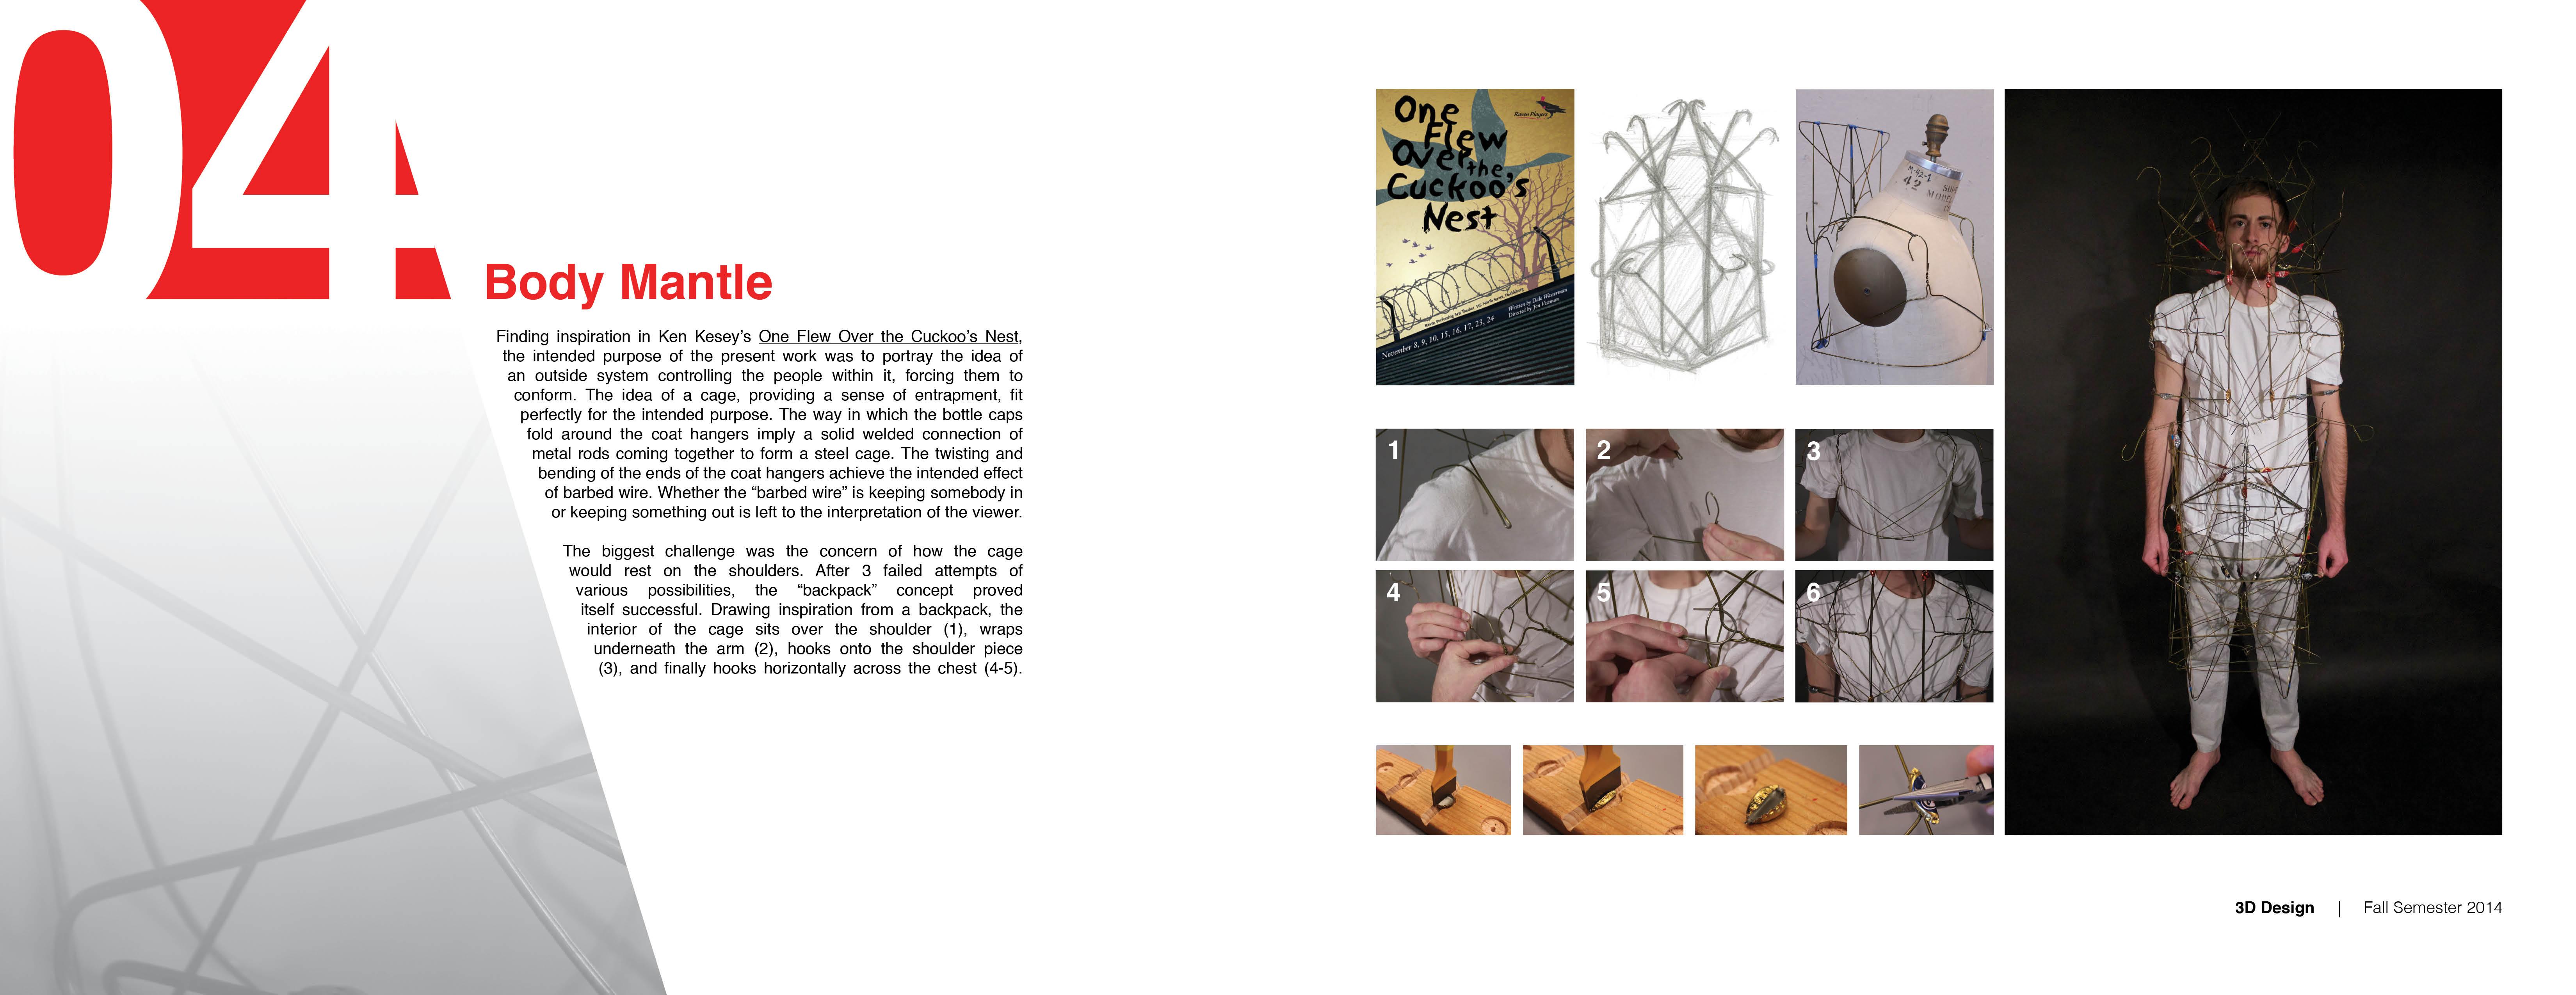 04
Body Mantle
Finding inspiration in Ken Kesey’s One Flew Over the Cuckoo’s Nest,
the intended purpose of the present work was to portray the idea of
an outside system controlling the people within it, forcing them to
conform. The idea of a cage, providing a sense of entrapment, fit
perfectly for the intended purpose. The way in which the bottle caps
fold around the coat hangers imply a solid welded connection of
metal rods coming together to form a steel cage. The twisting and
bending of the ends of the coat hangers achieve the intended effect
of barbed wire. Whether the “barbed wire” is keeping somebody in
or keeping something out is left to the interpretation of the viewer.
The biggest challenge was the concern of how the cage
would rest on the shoulders. After 3 failed attempts of
various possibilities, the “backpack” concept proved
itself successful. Drawing inspiration from a backpack, the
interior of the cage sits over the shoulder (1), wraps
underneath the arm (2), hooks onto the shoulder piece
(3), and finally hooks horizontally across the chest (4-5).
One
Flew
Over the
Cuckoo's
Nest
Raven Players
Written by Dale Wasserman
November 8, 9, 10, 15, 16, 17, 23, 24
42
1
2
3
4
5
6
3D Design | Fall Semester 2014